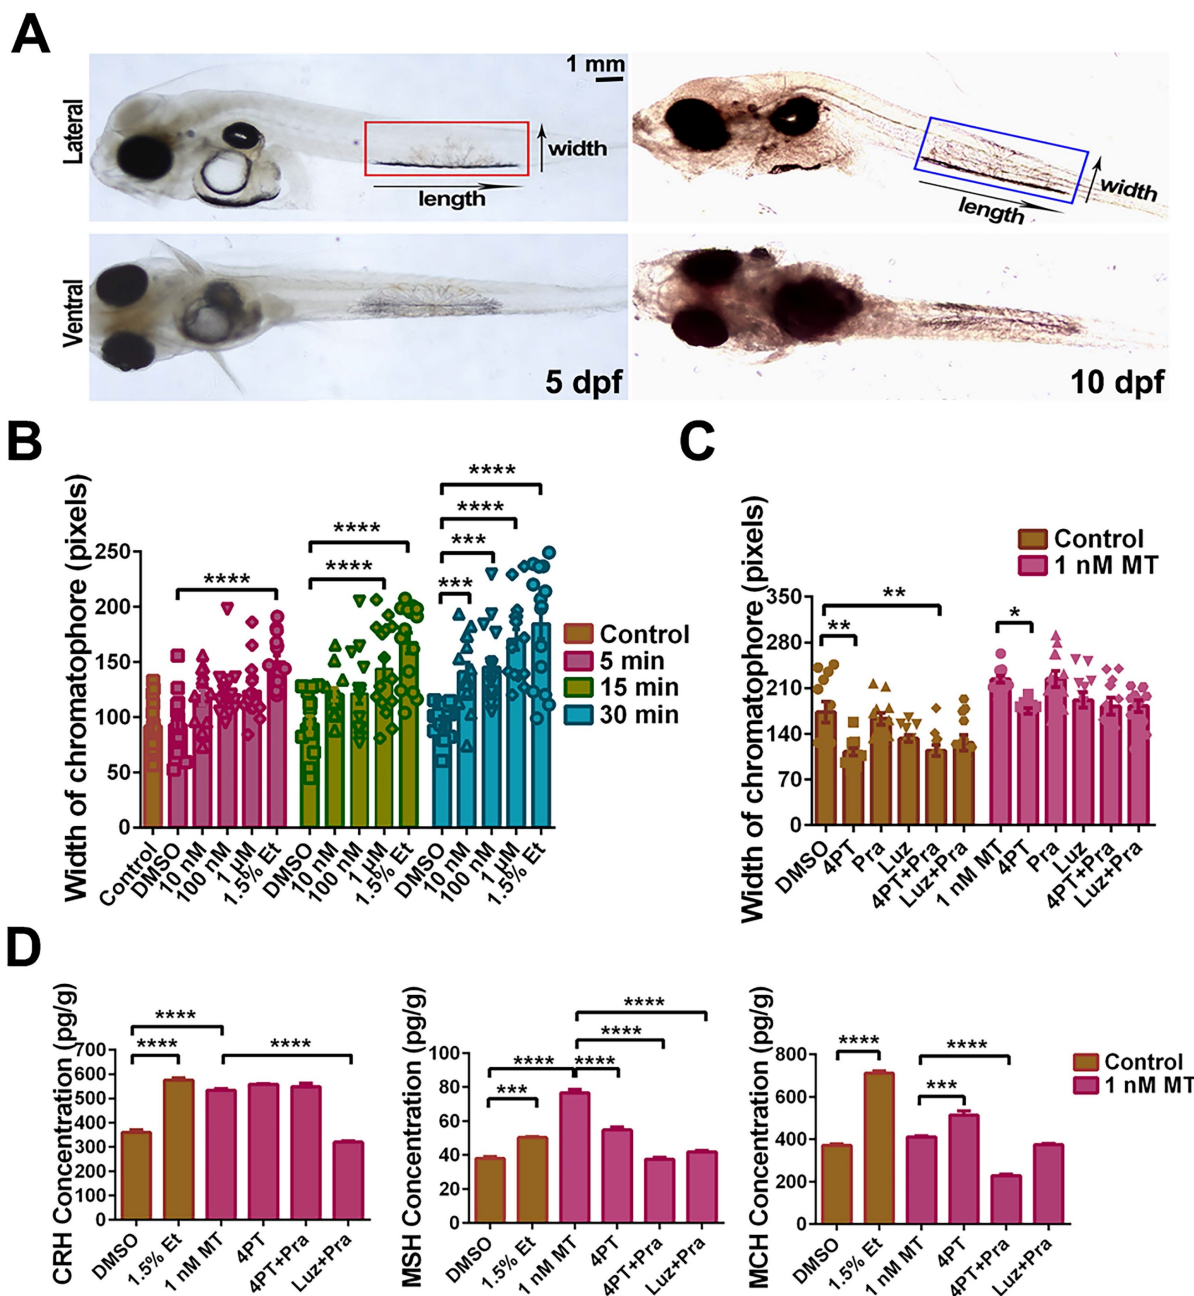 A
Lateral
1 mm
width
length
width
length
Ventral
5 dpf
10 dpf
B
Width of chromatophore (pixels)
250
200
150
100
50
0
****
****
****
****
****
***
***
Control
5 min
15 min
30 min
Control
DMSO
10 nM
100 nM
1 µM
1.5% Et
DMSO
10 nM
100 nM
1 µM
1.5% Et
DMSO
10 nM
100 nM
1 µM
1.5% Et
C
Width of chromatophore (pixels)
350
280
210
140
70
0
Control
1 nM MT
**
**
*
DMSO
4PT
Pra
Luz
4PT+Pra
Luz+Pra
1 nM MT
4PT
Pra
Luz
4PT+Pra
Luz+Pra
D
CRH Concentration (pg/g)
700
600
500
400
300
200
100
0
****
****
****
DMSO
1.5% Et
1 nM MT
4PT
4PT+Pra
Luz+Pra
MSH Concentration (pg/g)
100
80
60
40
20
0
****
****
**** ****
***
DMSO
1.5% Et
1 nM MT
4PT
4PT+Pra
Luz+Pra
MCH Concentration (pg/g)
800
600
400
200
0
**** ****
***
DMSO
1.5% Et
1 nM MT
4PT
4PT+Pra
Luz+Pra
Control
1 nM MT